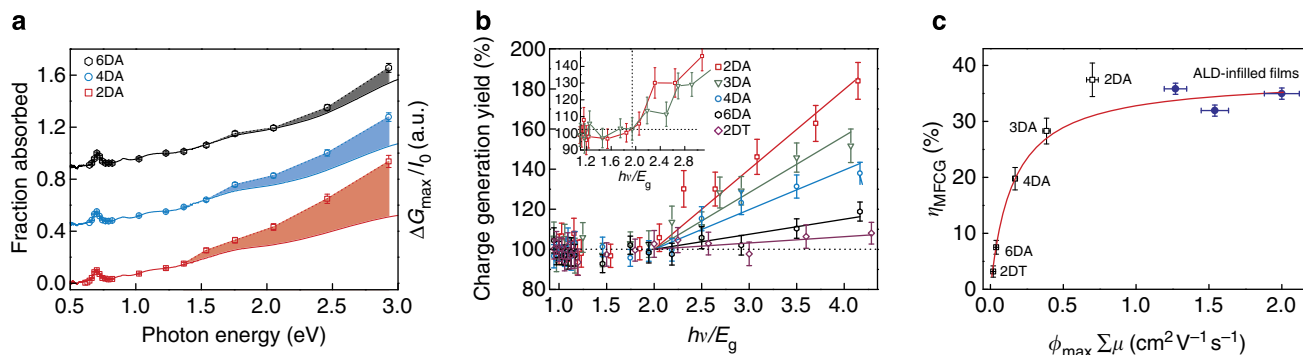 a
Fraction absorbed
1.6
1.2
0.8
0.4
0.0
6DA
4DA
2DA
0.5 1.0 1.5 2.0 2.5 3.0
Photon energy (eV)
ΔG_max/I_0 (a.u.)
b
Charge generation yield (%)
200
180
160
140
120
100
80
140
130
120
110
100
90
1.2 1.6 2.0 2.4 2.8
hν/E_g
2DA
3DA
4DA
6DA
2DT
1.0 1.5 2.0 2.5 3.0 3.5 4.0
hν/E_g
c
η_MFCG (%)
40
30
20
10
0
2DA
ALD-infilled films
3DA
4DA
6DA
2DT
0.0 0.5 1.0 1.5 2.0
ϕ_max ∑μ (cm² V⁻¹ s⁻¹)